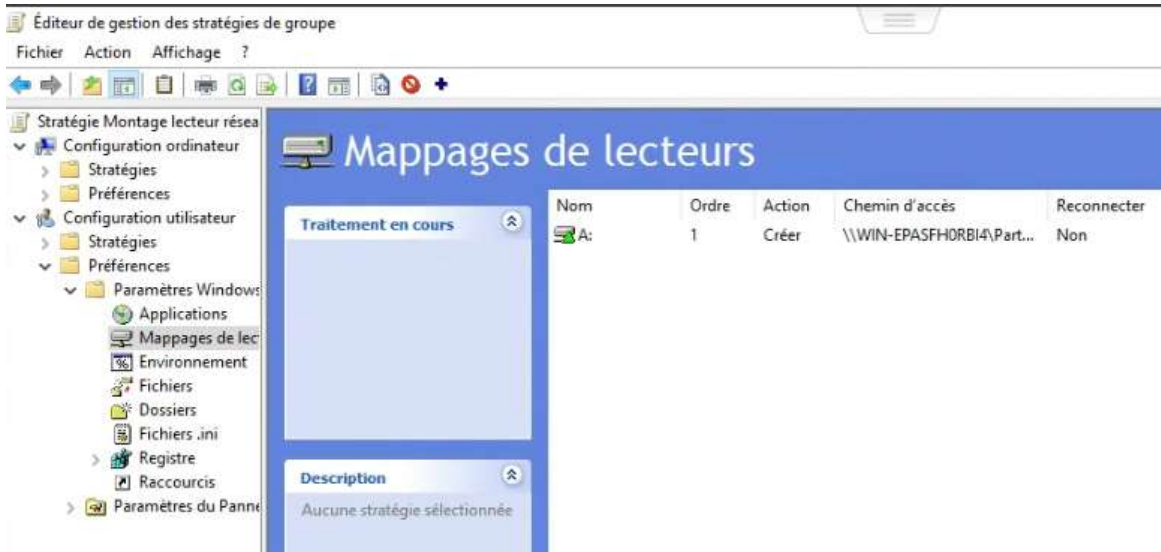 Éditeur de gestion des stratégies de groupe
Fichier Action Affichage ?
Stratégie Montage lecteur résea
Configuration ordinateur
Stratégies
Préférences
Configuration utilisateur
Stratégies
Préférences
Paramètres Windows
Applications
Mappages de lec
Environnement
Fichiers
Dossiers
Fichiers .ini
Registre
Raccourcis
Paramètres du Panne
Mappages de lecteurs
Traitement en cours
Description
Aucune stratégie sélectionnée
Nom Ordre Action Chemin d'accès Reconnecter
A: 1 Créer \\WIN-EPASFH0RBI4\Part... Non